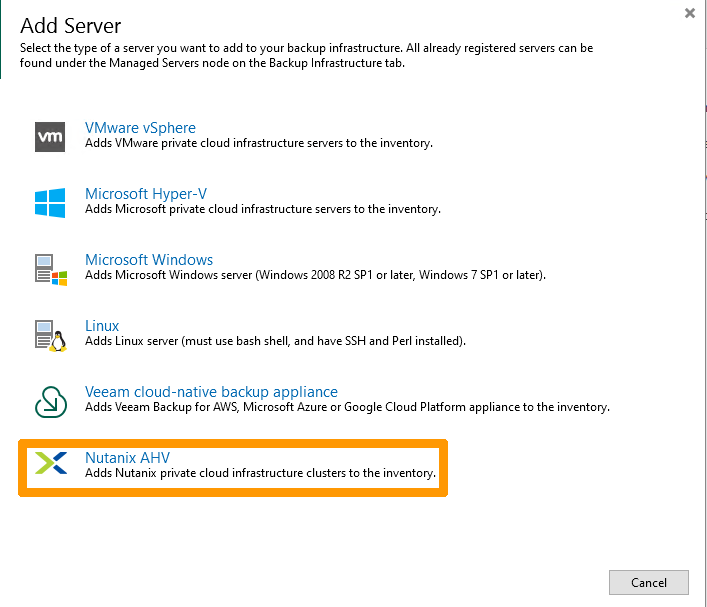 Add Server
Select the type of a server you want to add to your backup infrastructure. All already registered servers can be
found under the Managed Servers node on the Backup Infrastructure tab.
vm
VMware vSphere
Adds VMware private cloud infrastructure servers to the inventory.
Microsoft Hyper-V
Adds Microsoft private cloud infrastructure servers to the inventory.
Microsoft Windows
Adds Microsoft Windows server (Windows 2008 R2 SP1 or later, Windows 7 SP1 or later).
Linux
Adds Linux server (must use bash shell, and have SSH and Perl installed).
Veeam cloud-native backup appliance
Adds Veeam Backup for AWS, Microsoft Azure or Google Cloud Platform appliance to the inventory.
Nutanix AHV
Adds Nutanix private cloud infrastructure clusters to the inventory.
Cancel